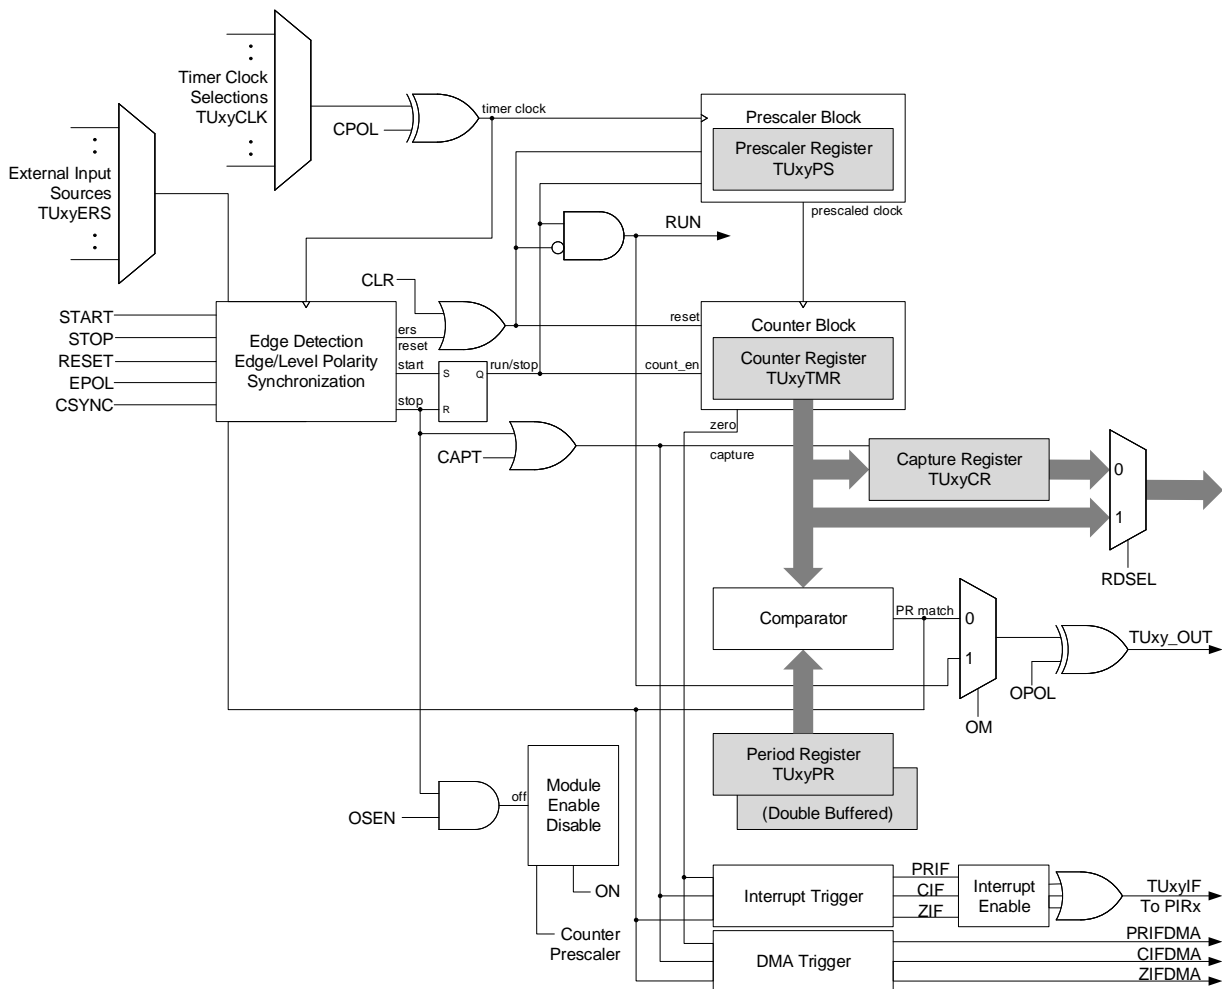 Timer Clock
Selections
TUxyCLK
CPOL
timer clock
Prescaler Block
Prescaler Register
TUxyPS
External Input
Sources
TUxyERS
prescaled clock
RUN
CLR
START
STOP
RESET
EPOL
CSYNC
Edge Detection
Edge/Level Polarity
Synchronization
ers
reset
start
stop
S
Q
R
run/stop
reset
count_en
Counter Block
Counter Register
TUxyTMR
zero
CAPT
capture
Capture Register
TUxyCR
0
1
RDSEL
Comparator
PR match
0
1
OM
OPOL
TUxy_OUT
Period Register
TUxyPR
(Double Buffered)
OSEN
off
Module
Enable
Disable
ON
Counter
Prescaler
Interrupt Trigger
PRIF
CIF
ZIF
Interrupt
Enable
TUxyIF
To PIRx
DMA Trigger
PRIFDMA
CIFDMA
ZIFDMA